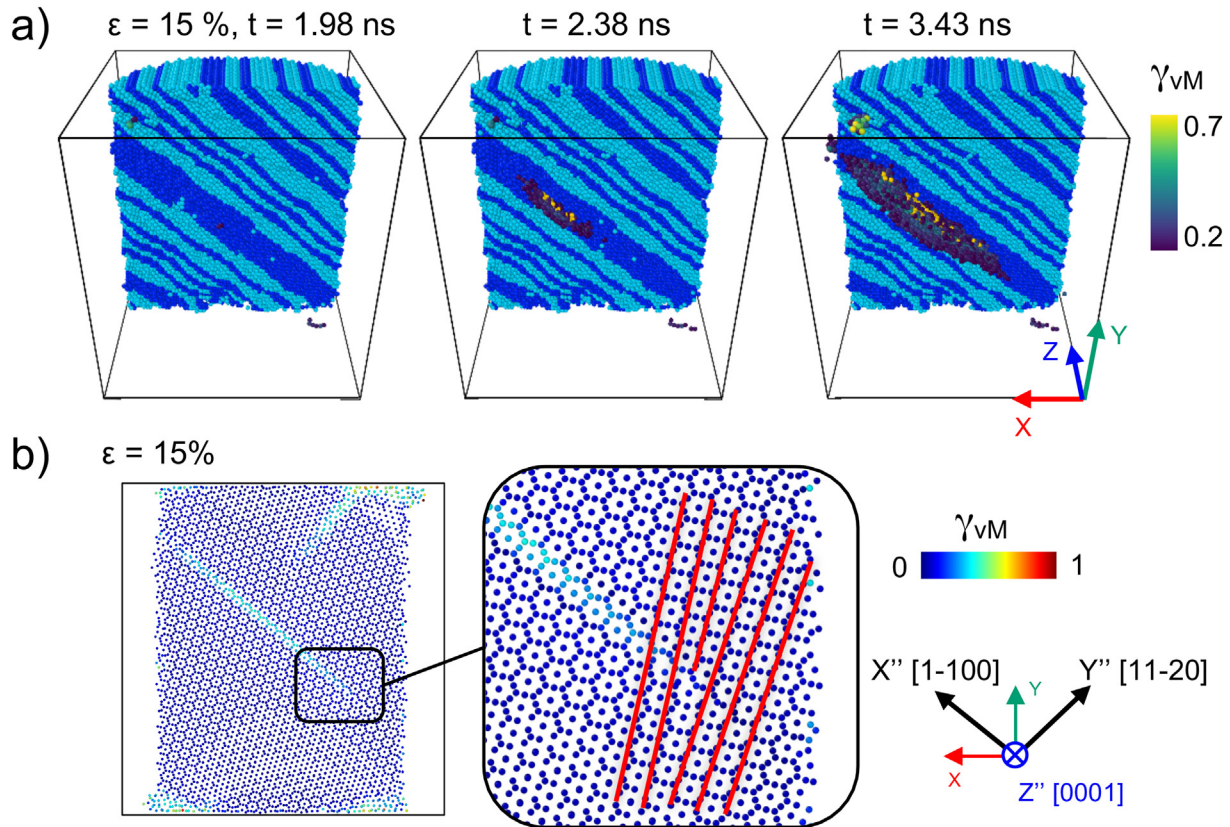 a)
ε = 15 %, t = 1.98 ns
t = 2.38 ns
t = 3.43 ns
γvM
0.7
0.2
Z
Y
X
b)
ε = 15%
γvM
0
1
X'' [1-100]
Y
Y'' [11-20]
X
Z'' [0001]